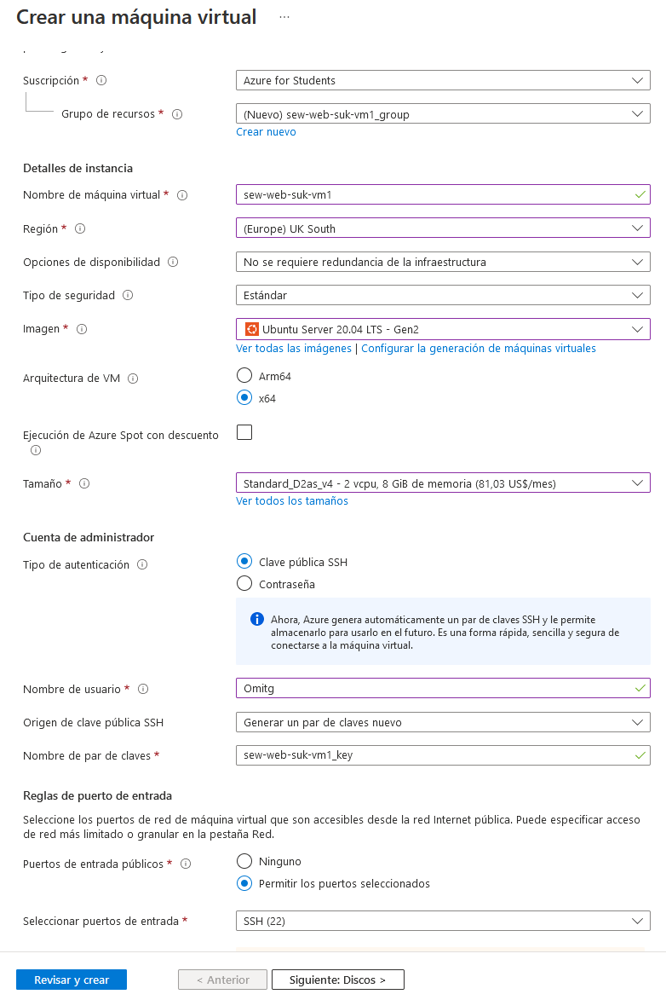 Crear una máquina virtual ...
Suscripción *
Azure for Students
Grupo de recursos *
(Nuevo) sew-web-suk-vm1_group
Crear nuevo
Detalles de instancia
Nombre de máquina virtual *
sew-web-suk-vm1
Región *
(Europe) UK South
Opciones de disponibilidad
No se requiere redundancia de la infraestructura
Tipo de seguridad
Estándar
Imagen *
Ubuntu Server 20.04 LTS - Gen2
Ver todas las imágenes | Configurar la generación de máquinas virtuales
Arquitectura de VM
Arm64
x64
Ejecución de Azure Spot con descuento
Tamaño *
Standard_D2as_v4 - 2 vcpu, 8 GiB de memoria (81,03 US$/mes)
Ver todos los tamaños
Cuenta de administrador
Tipo de autenticación
Clave pública SSH
Contraseña
Ahora, Azure genera automáticamente un par de claves SSH y le permite
almacenarlo para usarlo en el futuro. Es una forma rápida, sencilla y segura de
conectarse a la máquina virtual.
Nombre de usuario *
Omitg
Origen de clave pública SSH
Generar un par de claves nuevo
Nombre de par de claves *
sew-web-suk-vm1_key
Reglas de puerto de entrada
Seleccione los puertos de red de máquina virtual que son accesibles desde la red Internet pública. Puede especificar acceso
de red más limitado o granular en la pestaña Red.
Puertos de entrada públicos *
Ninguno
Permitir los puertos seleccionados
Seleccionar puertos de entrada *
SSH (22)
Revisar y crear
< Anterior
Siguiente: Discos >